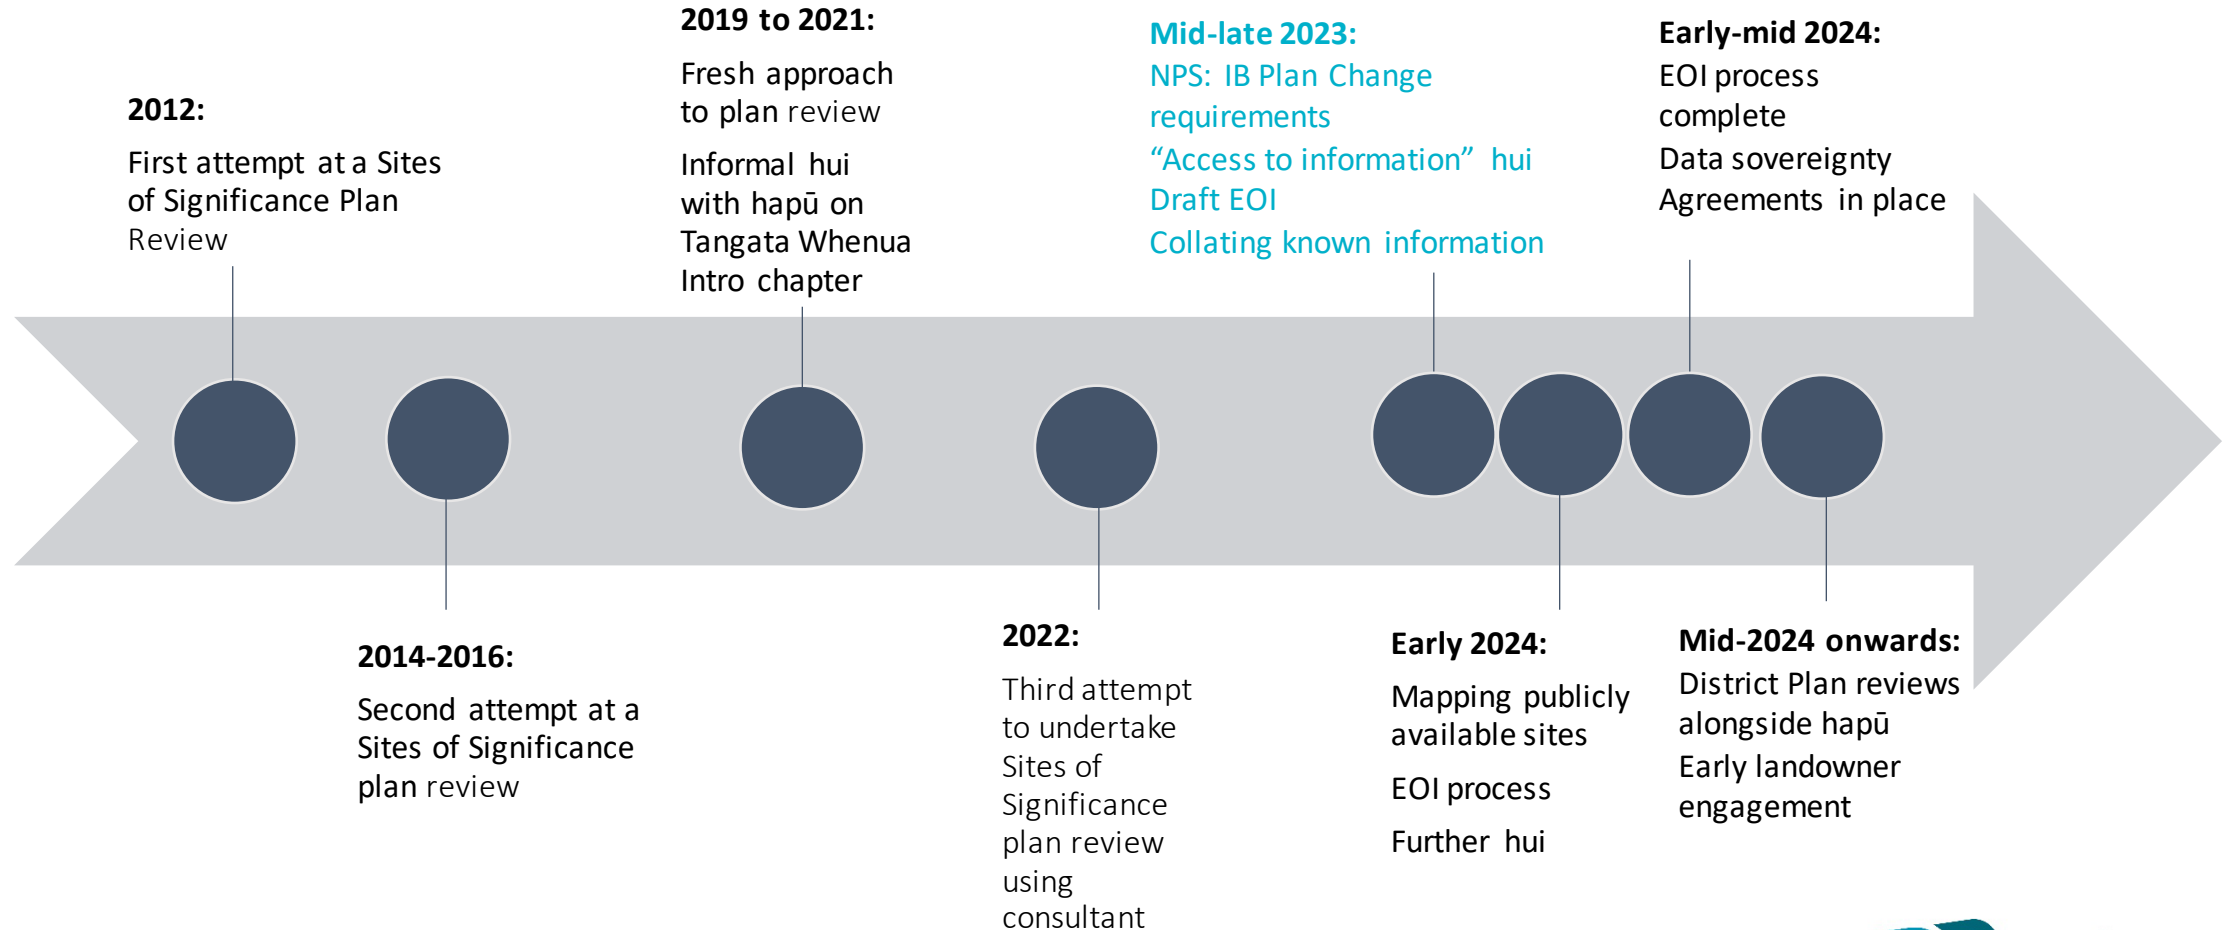 2012:
First attempt at a Sites
of Significance Plan
Review
2014-2016:
Second attempt at a
Sites of Significance
plan review
2019 to 2021:
Fresh approach
to plan review
Informal hui
with hapū on
Tangata Whenua
Intro chapter
2022:
Third attempt
to undertake
Sites of
Significance
plan review
using
consultant
Mid-late 2023:
NPS: IB Plan Change
requirements
“Access to information” hui
Draft EOI
Collating known information
Early 2024:
Mapping publicly
available sites
EOI process
Further hui
Early-mid 2024:
EOI process
complete
Data sovereignty
Agreements in place
Mid-2024 onwards:
District Plan reviews
alongside hapū
Early landowner
engagement